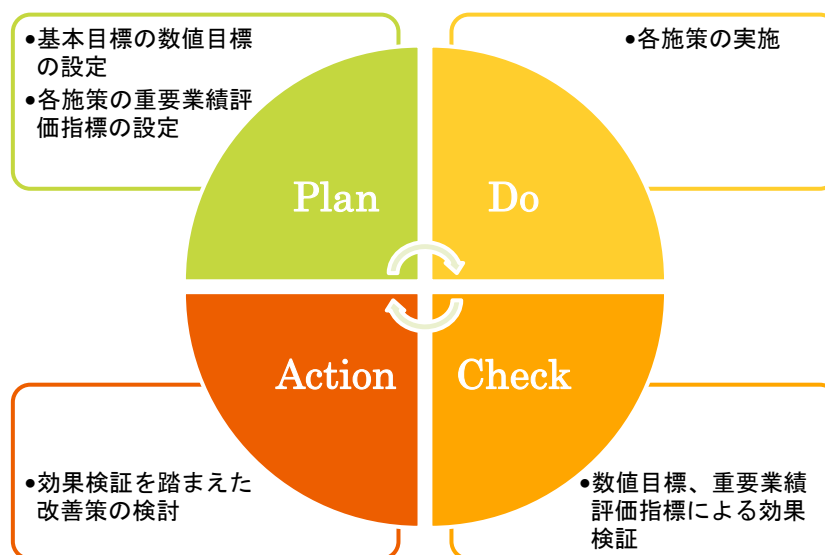 •基本目標の数値目標
の設定
•各施策の重要業績評
価指標の設定
•各施策の実施
Plan
Do
Action
Check
•効果検証を踏まえた
改善策の検討
•数値目標、重要業績
評価指標による効果
検証